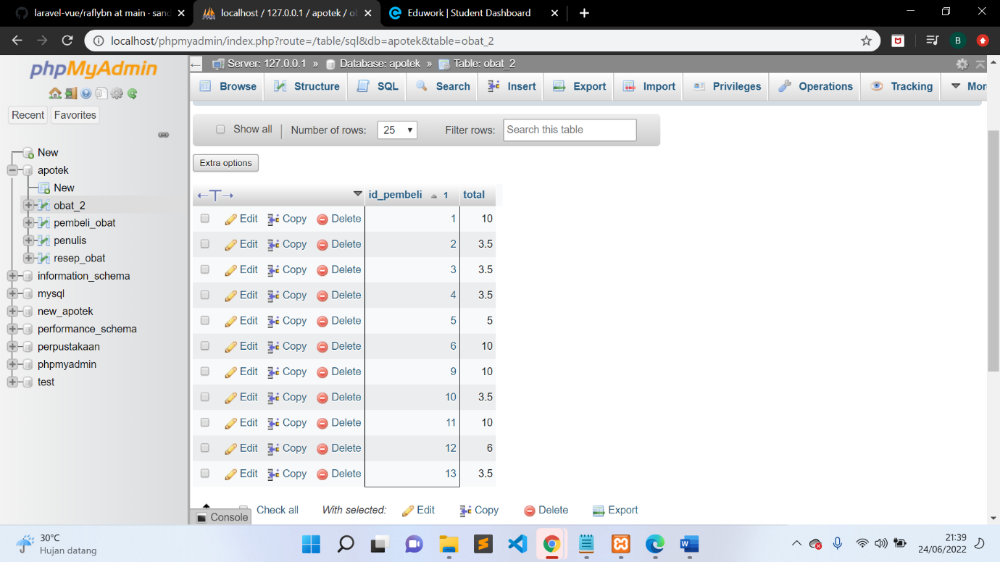 laravel-vue/raflybn at main · sand
localhost / 127.0.0.1 / apotek / ob
Eduwork | Student Dashboard
localhost/phpmyadmin/index.php?route=/table/sql&db=apotek&table=obat_2
B
phpMyAdmin
Recent Favorites
New
apotek
New
obat_2
pembeli_obat
penulis
resep_obat
information_schema
mysql
new_apotek
performance_schema
perpustakaan
phpmyadmin
test
Server: 127.0.0.1 » Database: apotek » Table: obat_2
Browse Structure SQL Search Insert Export Import Privileges Operations Tracking Mor
Show all Number of rows: 25 Filter rows: Search this table
Extra options
id_pembeli 1 total
Edit Copy Delete 1 10
Edit Copy Delete 2 3.5
Edit Copy Delete 3 3.5
Edit Copy Delete 4 3.5
Edit Copy Delete 5 5
Edit Copy Delete 6 10
Edit Copy Delete 9 10
Edit Copy Delete 10 3.5
Edit Copy Delete 11 10
Edit Copy Delete 12 6
Edit Copy Delete 13 3.5
Check all With selected: Edit Copy Delete Export
Console
30°C
Hujan datang
21:39
24/06/2022